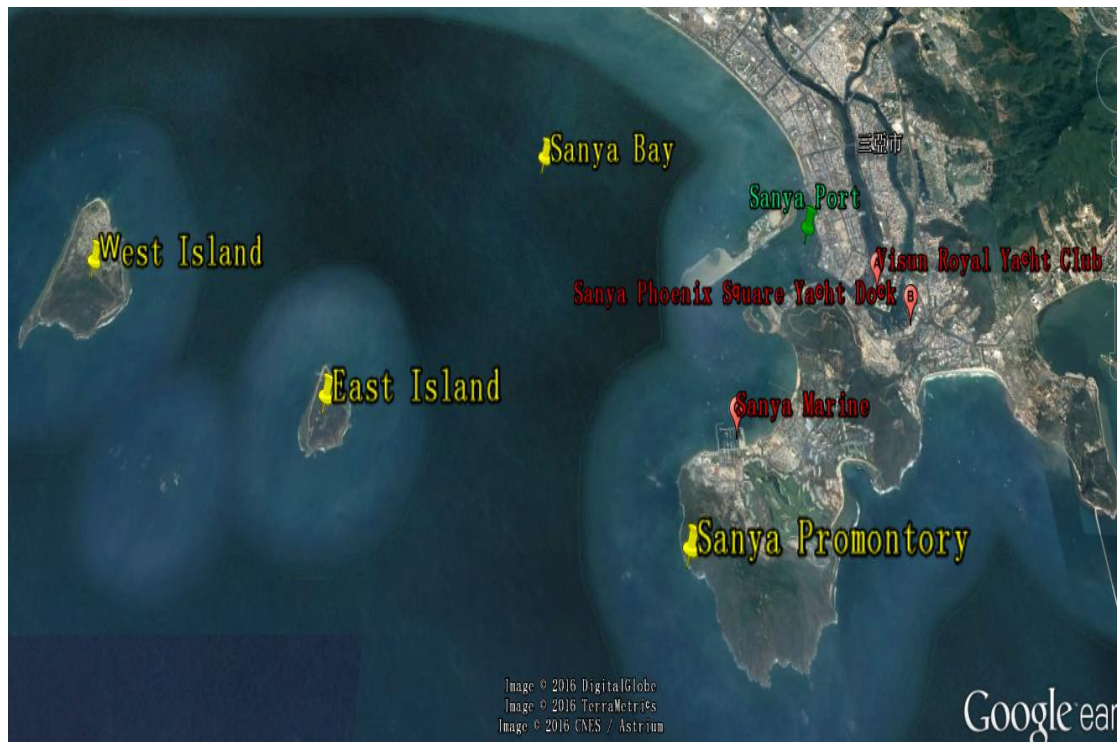 Sanya Bay
三亞市
Sanya Port
West Island
Visun Royal Yacht Club
A
Sanya Phoenix Square Yacht Dock
B
East Island
Sanya Marine
C
Sanya Promontory
Image © 2016 DigitalGlobe
Image © 2016 TerraMetrics
Image © 2016 CNES / Astrium
Google ear